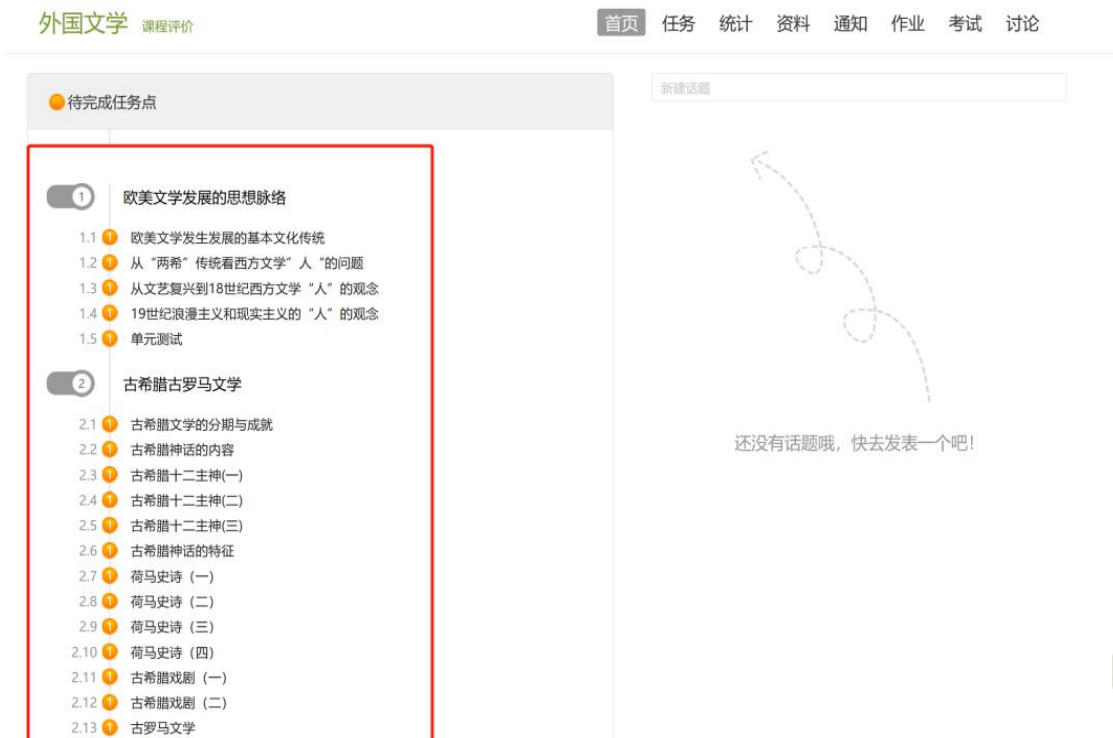 外国文学 课程评价
首页 任务 统计 资料 通知 作业 考试 讨论
待完成任务点
1 欧美文学发展的思想脉络
1.1 1 欧美文学发生发展的基本文化传统
1.2 1 从“两希”传统看西方文学”人“的问题
1.3 1 从文艺复兴到18世纪西方文学“人”的观念
1.4 1 19世纪浪漫主义和现实主义的“人”的观念
1.5 1 单元测试
2 古希腊古罗马文学
2.1 1 古希腊文学的分期与成就
2.2 1 古希腊神话的内容
2.3 1 古希腊十二主神(一)
2.4 1 古希腊十二主神(二)
2.5 1 古希腊十二主神(三)
2.6 1 古希腊神话的特征
2.7 1 荷马史诗（一）
2.8 1 荷马史诗（二）
2.9 1 荷马史诗（三）
2.10 1 荷马史诗（四）
2.11 1 古希腊戏剧（一）
2.12 1 古希腊戏剧（二）
2.13 1 古罗马文学
新建话题
还没有话题哦，快去发表一个吧！